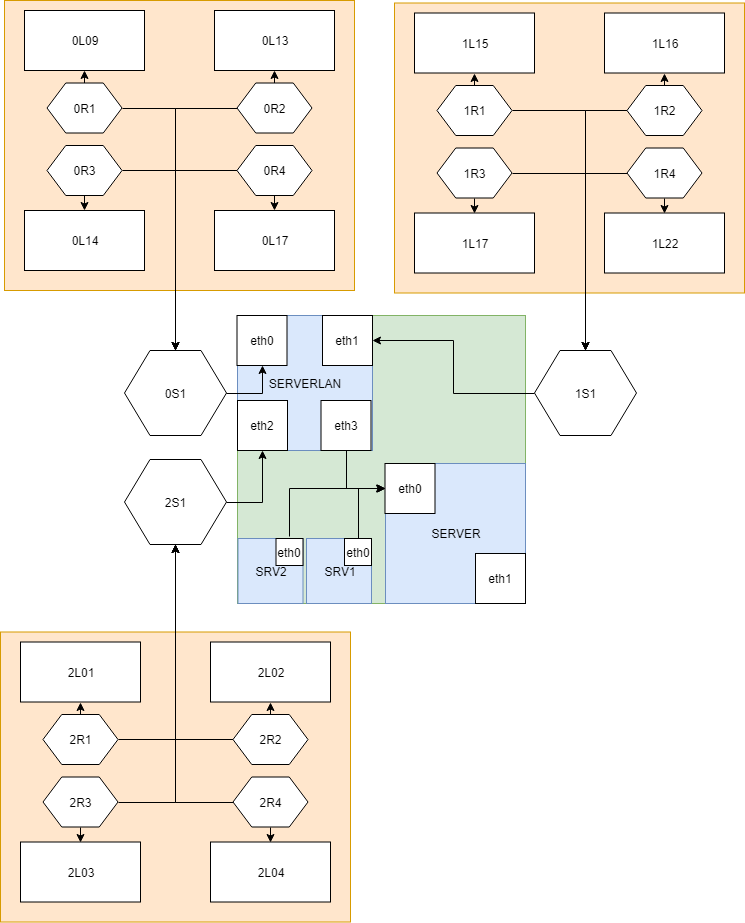 0L09
0L13
0R1
0R2
0R3
0R4
0L14
0L17
1L15
1L16
1R1
1R2
1R3
1R4
1L17
1L22
0S1
eth0
eth1
SERVERLAN
eth2
eth3
1S1
2S1
eth0
SERVER
eth1
eth0
SRV2
eth0
SRV1
2L01
2L02
2R1
2R2
2R3
2R4
2L03
2L04